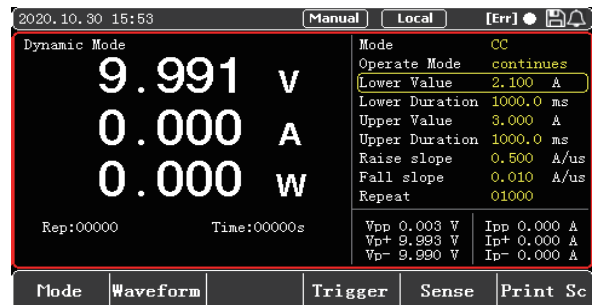 2020.10.30 15:53 Manual Local [Err]
Dynamic Mode
9.991 V
0.000 A
0.000 W
Rep:00000 Time:00000s
Mode CC
Operate Mode continues
Lower Value 2.100 A
Lower Duration 1000.0 ms
Upper Value 3.000 A
Upper Duration 1000.0 ms
Raise slope 0.500 A/us
Fall slope 0.010 A/us
Repeat 01000
Vpp 0.003 V Ipp 0.000 A
Vp+ 9.993 V Ip+ 0.000 A
Vp- 9.990 V Ip- 0.000 A
Mode Waveform Trigger Sense Print Sc